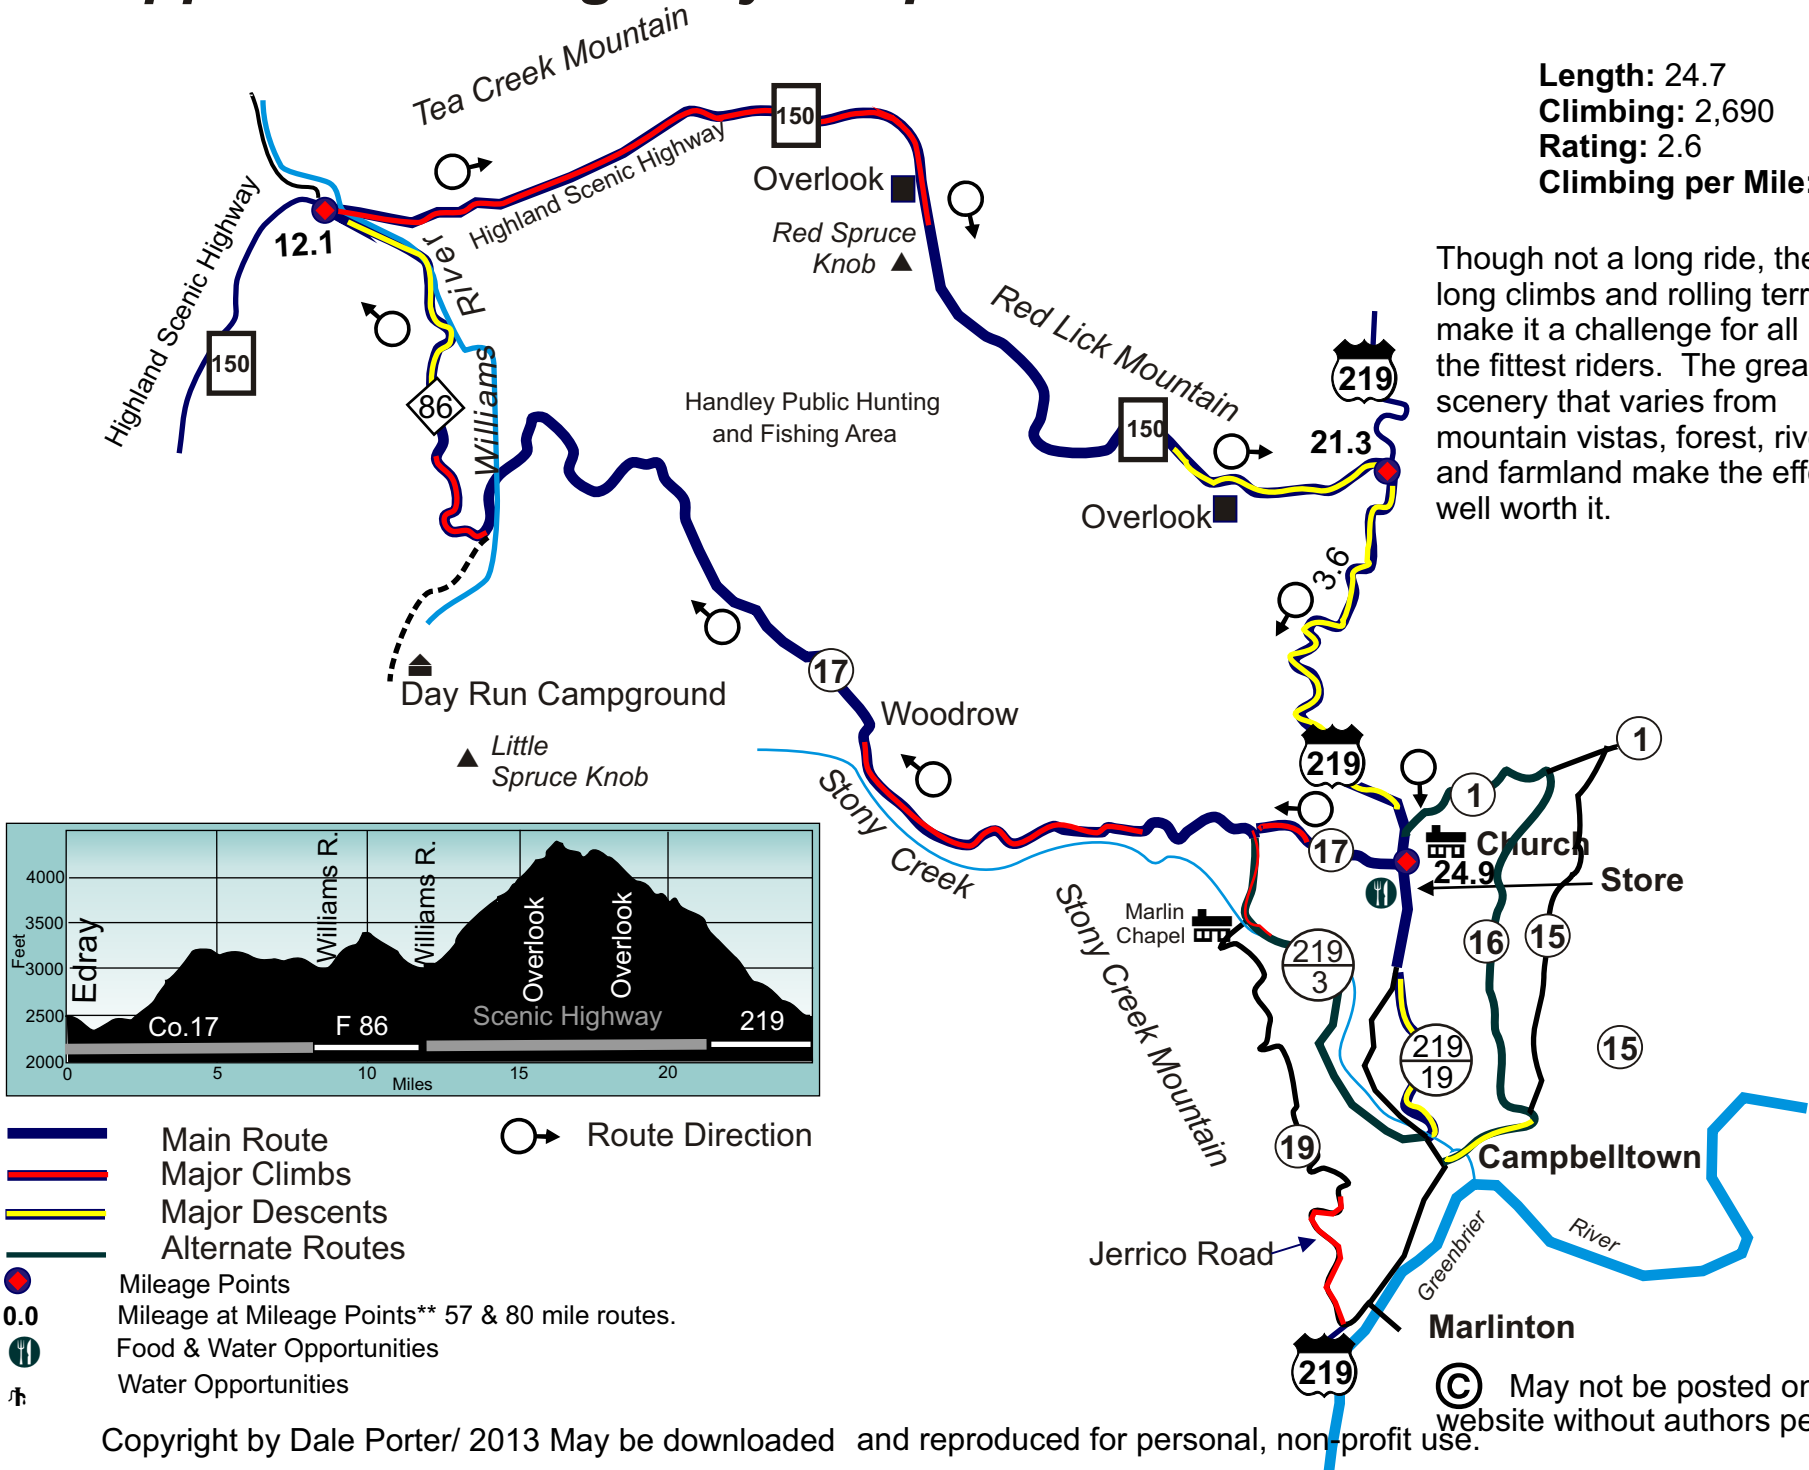 Length: 24.7
Climbing: 2,690
Rating: 2.6
Climbing per Mile:
Though not a long ride, the
long climbs and rolling terr
make it a challenge for all
the fittest riders. The grea
scenery that varies from
mountain vistas, forest, riv
and farmland make the eff
well worth it.
Tea Creek Mountain
150
Highland Scenic Highway
Overlook
Red Spruce
Knob
12.1
Highland Scenic Highway
150
Williams River
86
Red Lick Mountain
Handley Public Hunting
and Fishing Area
150
219
21.3
Overlook
3.6
17
Woodrow
Day Run Campground
Little
Spruce Knob
Stony Creek
219
1
1
17
Church
24.9
Store
Marlin
Chapel
219
3
16
15
Stony Creek Mountain
219
19
15
19
Campbelltown
Jerrico Road
Greenbrier River
Marlinton
219
Feet
4000
3500
3000
2500
2000
Edray
Williams R.
Williams R.
Overlook
Overlook
Co.17
F 86
Scenic Highway
219
0
5
10
15
20
Miles
Main Route
Route Direction
Major Climbs
Major Descents
Alternate Routes
Mileage Points
0.0 Mileage at Mileage Points** 57 & 80 mile routes.
Food & Water Opportunities
Water Opportunities
© May not be posted on
website without authors pe
Copyright by Dale Porter/ 2013 May be downloaded and reproduced for personal, non-profit use.